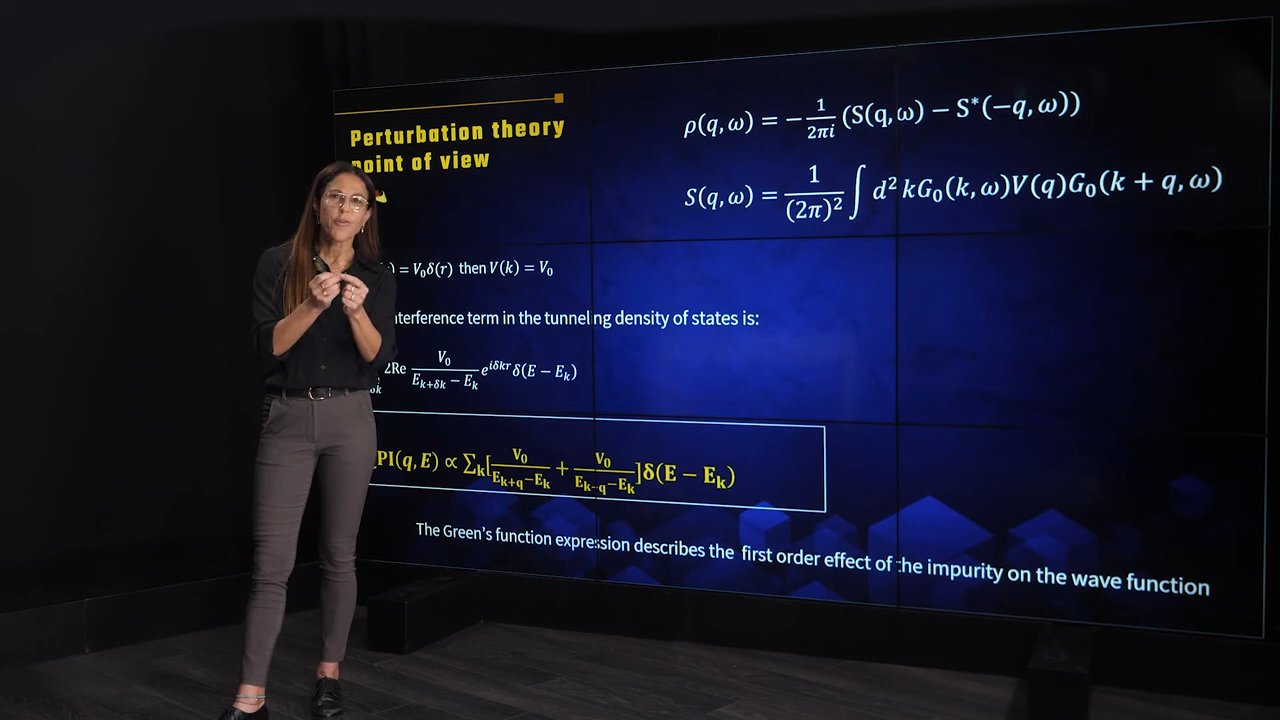 Perturbation theory
point of view
ρ(q,ω) = −1/2πi (S(q,ω) − S*(−q,ω))
S(q,ω) = 1/(2π)² ∫ d²kG₀(k,ω)V(q)G₀(k + q,ω)
) = V₀δ(r) then V(k) = V₀
nterference term in the tunneling density of states is:
2Re V₀/(E_{k+δk} − E_k) e^{iδkr} δ(E − E_k)
δk
PI(q, E) ∝ ∑_k[V₀/(E_{k+q}−E_k) + V₀/(E_{k−q}−E_k)]δ(E − E_k)
The Green's function expression describes the first order effect of the impurity on the wave function